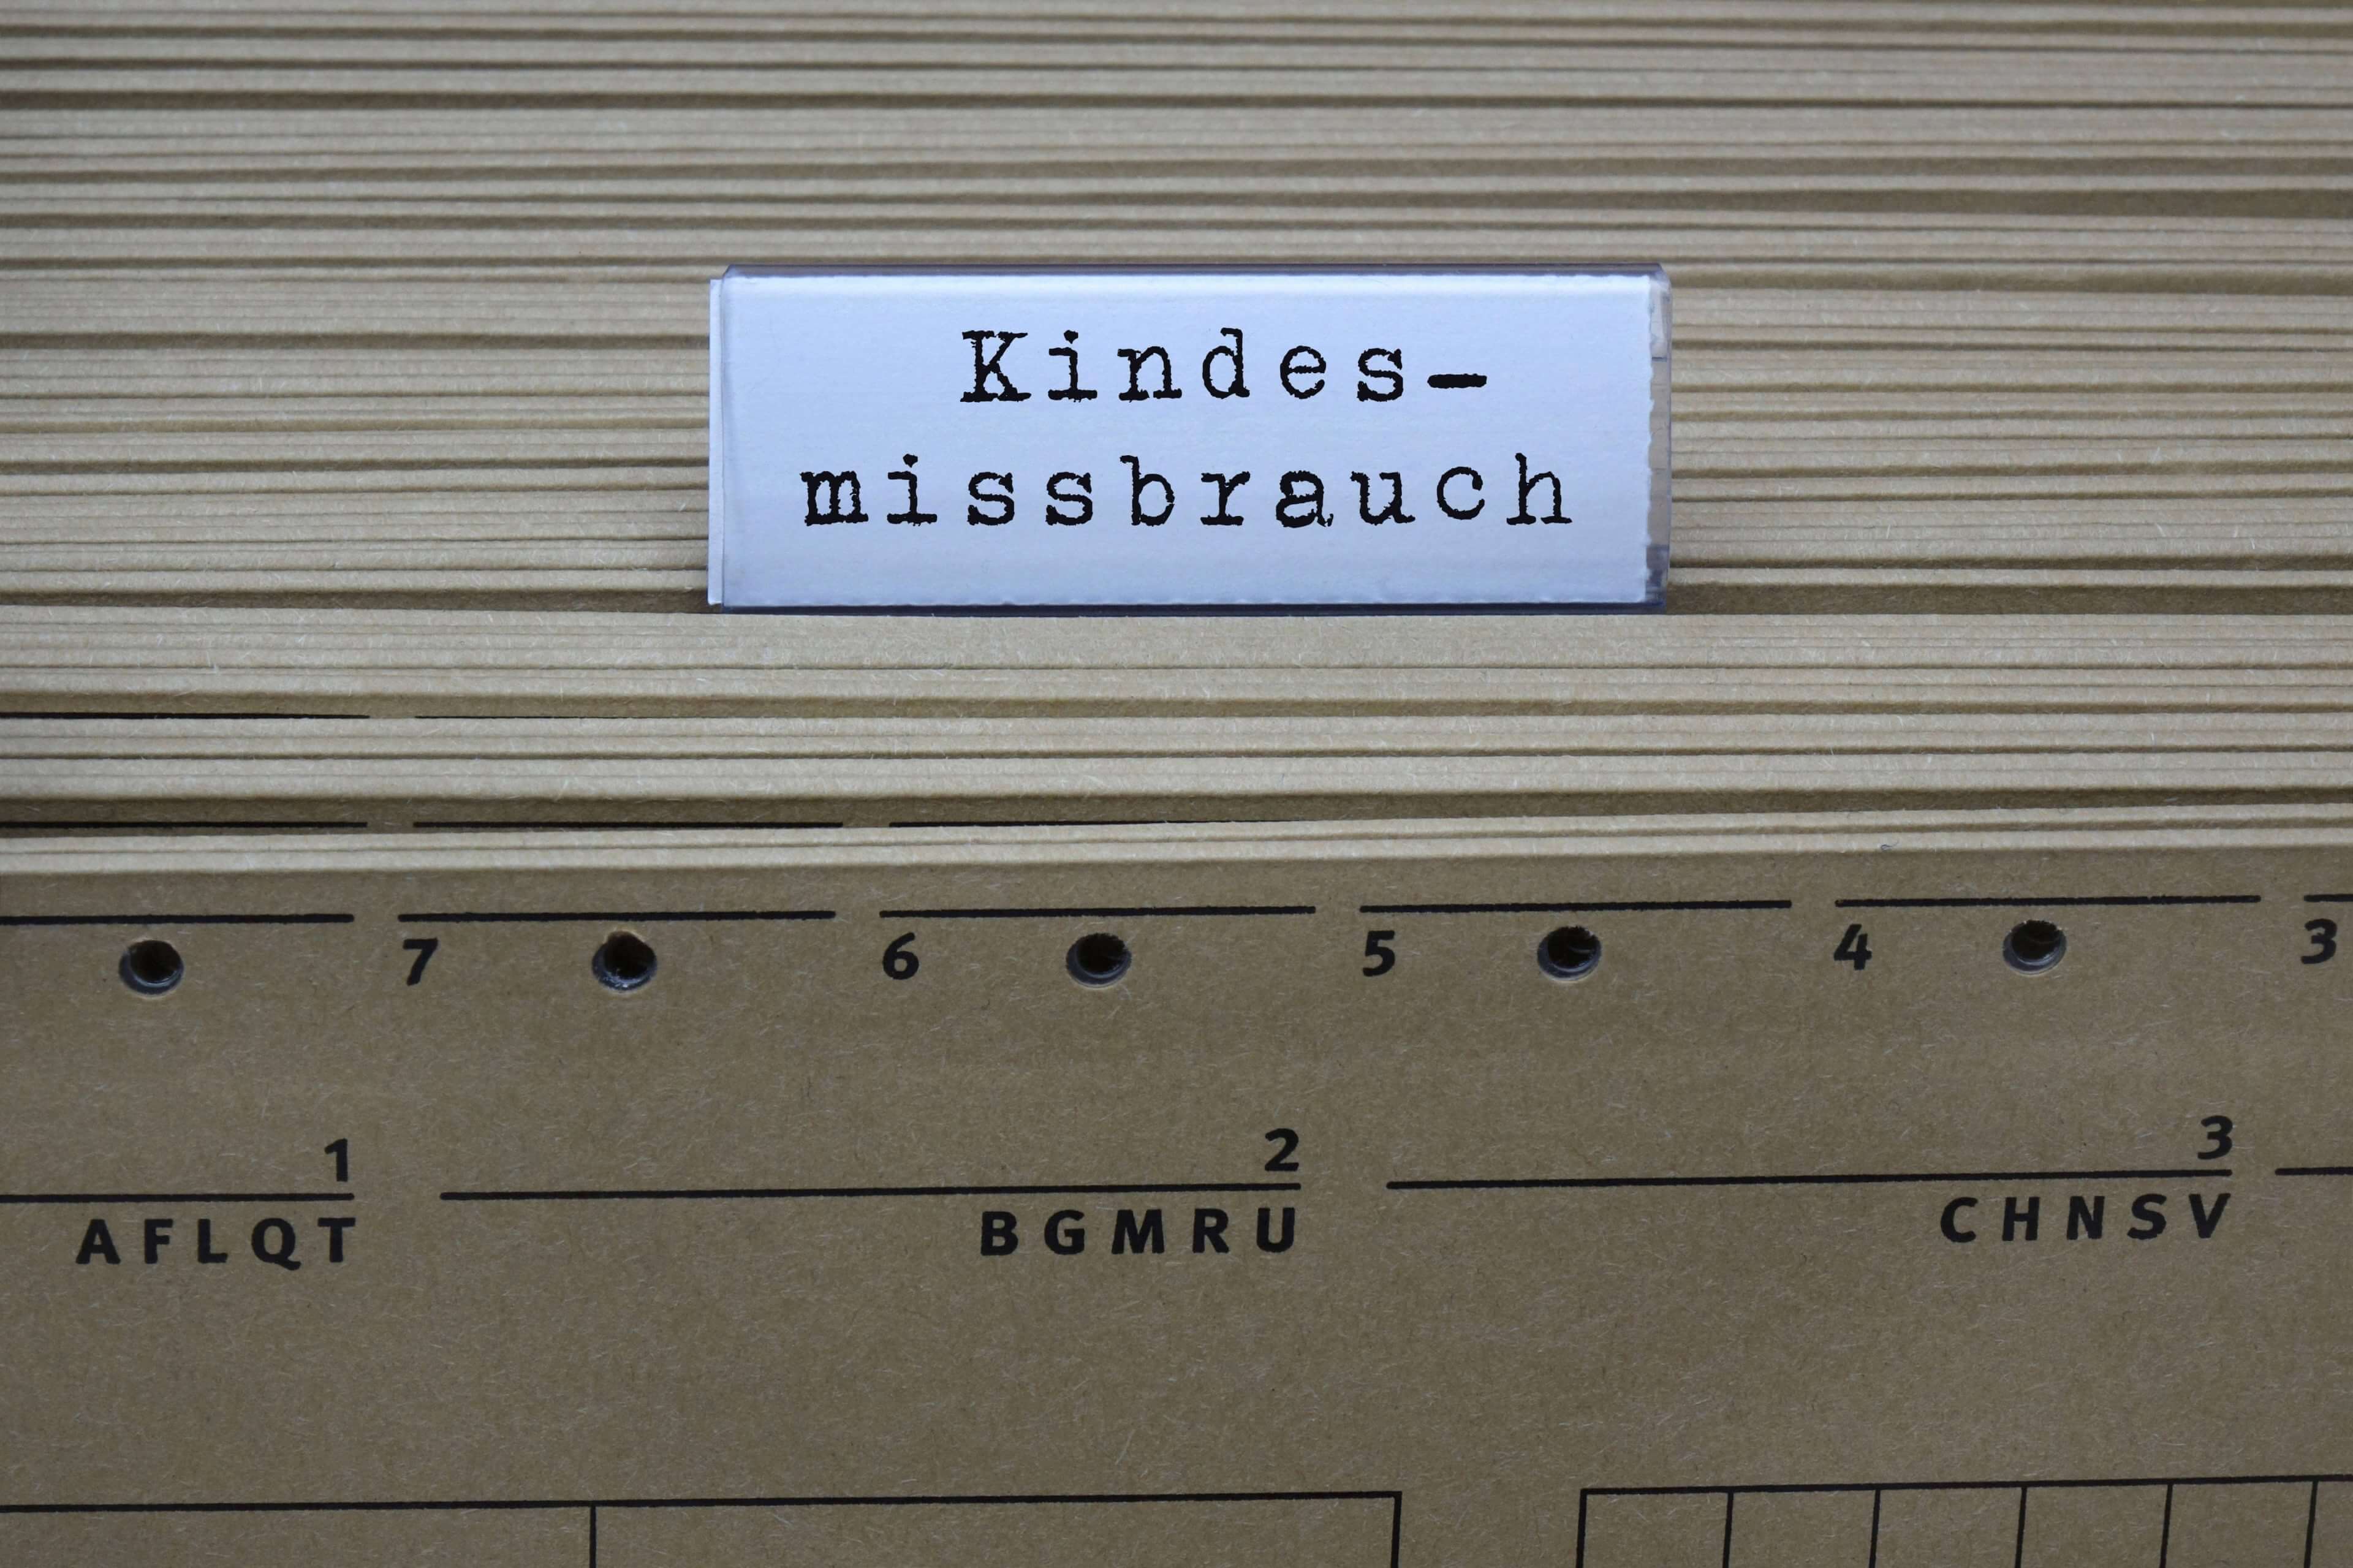 Kindes-
missbrauch
7 6 5 4 3
1 2 3
AFLQT BGMRU CHNSV